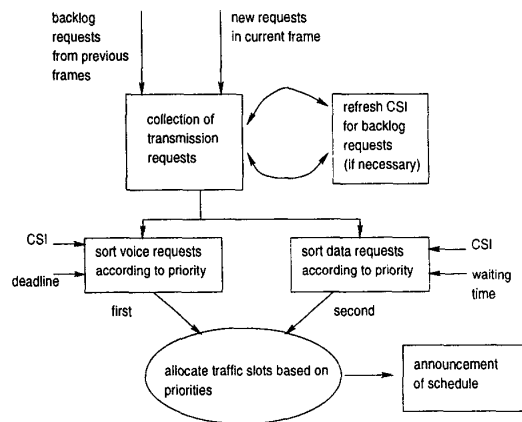 backlog
requests
from previous
frames
new requests
in current frame
collection of
transmission
requests
refresh CSI
for backlog
requests
(if necessary)
CSI
deadline
sort voice requests
according to priority
sort data requests
according to priority
CSI
waiting
time
first
second
allocate traffic slots based on
priorities
announcement
of schedule